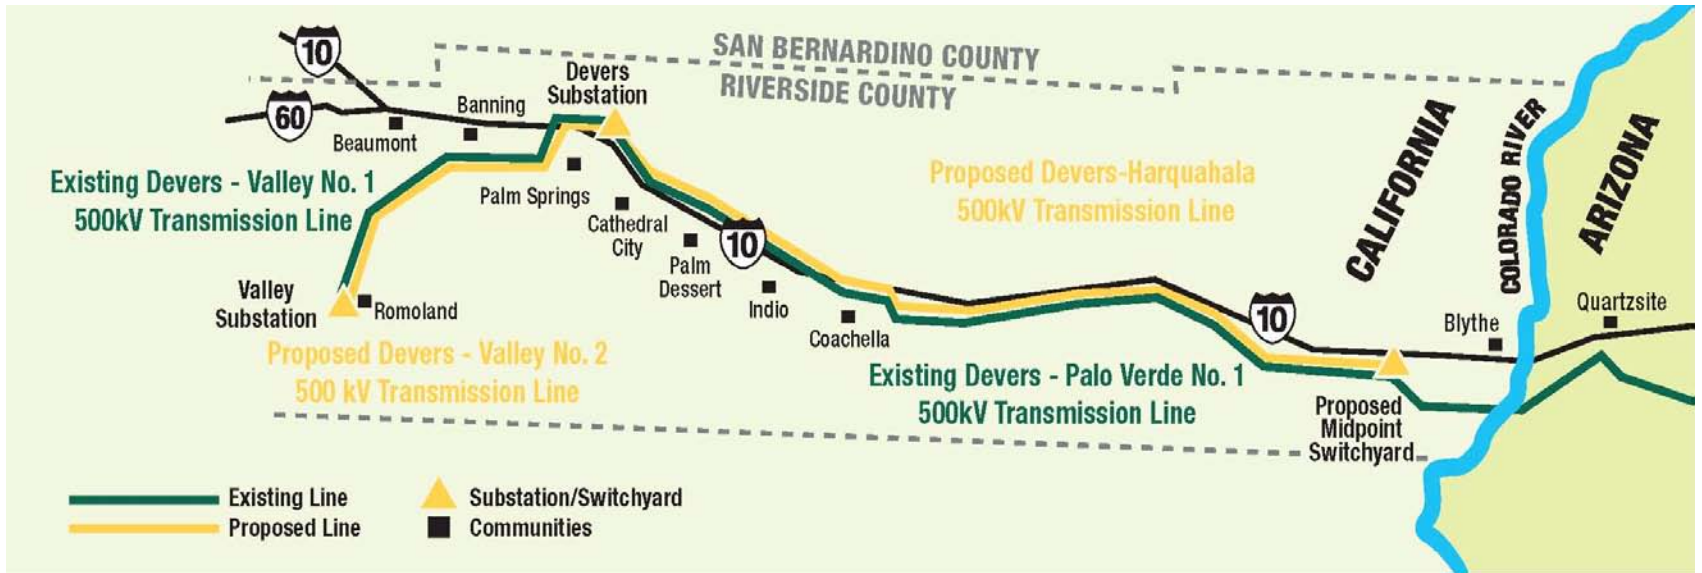 SAN BERNARDINO COUNTY
RIVERSIDE COUNTY
10
60
Beaumont
Banning
Devers
Substation
Existing Devers - Valley No. 1
500kV Transmission Line
Palm Springs
Cathedral
City
Palm
Dessert
10
Indio
Coachella
Proposed Devers-Harquahala
500kV Transmission Line
CALIFORNIA
COLORADO RIVER
ARIZONA
Valley
Substation
Romoland
Proposed Devers - Valley No. 2
500 kV Transmission Line
Existing Devers - Palo Verde No. 1
500kV Transmission Line
10
Blythe
Quartzsite
Proposed
Midpoint
Switchyard
Existing Line
Proposed Line
Substation/Switchyard
Communities